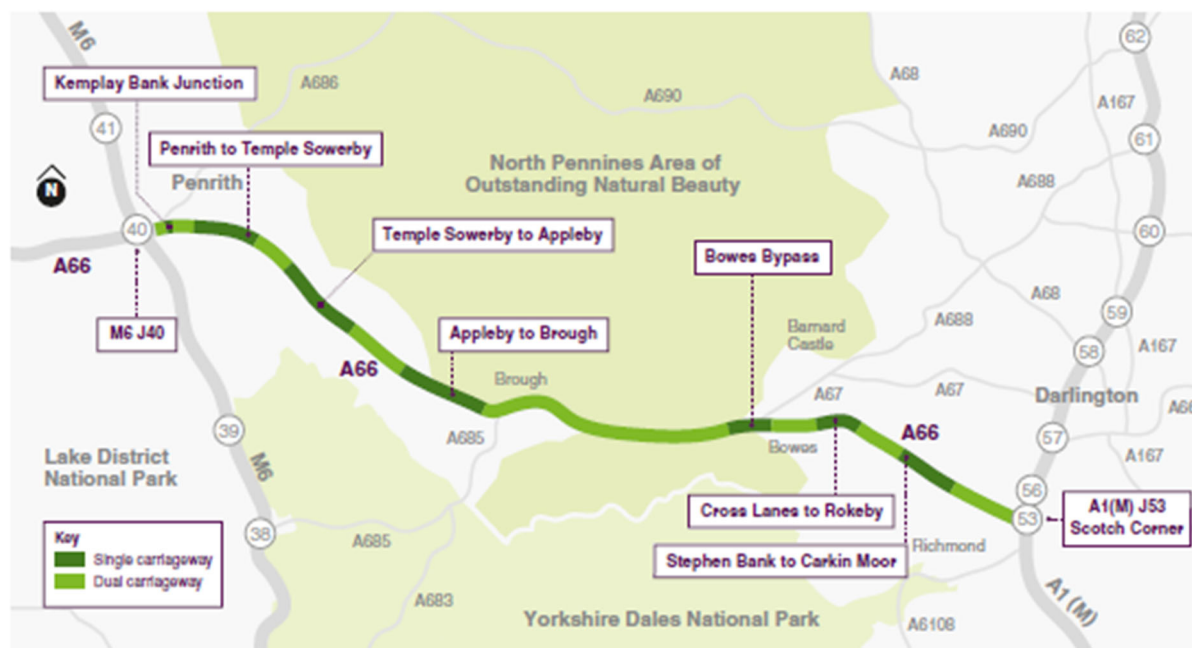 M6
62
Kemplay Bank Junction
A686
A68
A690
A167
41
A690
61
Penrith to Temple Sowerby
North Pennines Area of
Outstanding Natural Beauty
Penrith
A688
N
40
Temple Sowerby to Appleby
60
Bowes Bypass
A66
A68
M6 J40
Appleby to Brough
Barnard
Castle
A688
59
A167
58
A66
Brough
A67
A67
Darlington
A66
39
A685
A66
57
Bowes
A167
Lake District
National Park
M6
56
53
A1(M) J53
Scotch Corner
Cross Lanes to Rokeby
Key
Single carriageway
Dual carriageway
38
A685
Richmond
Stephen Bank to Carkin Moor
A683
A1(M)
Yorkshire Dales National Park
A6108